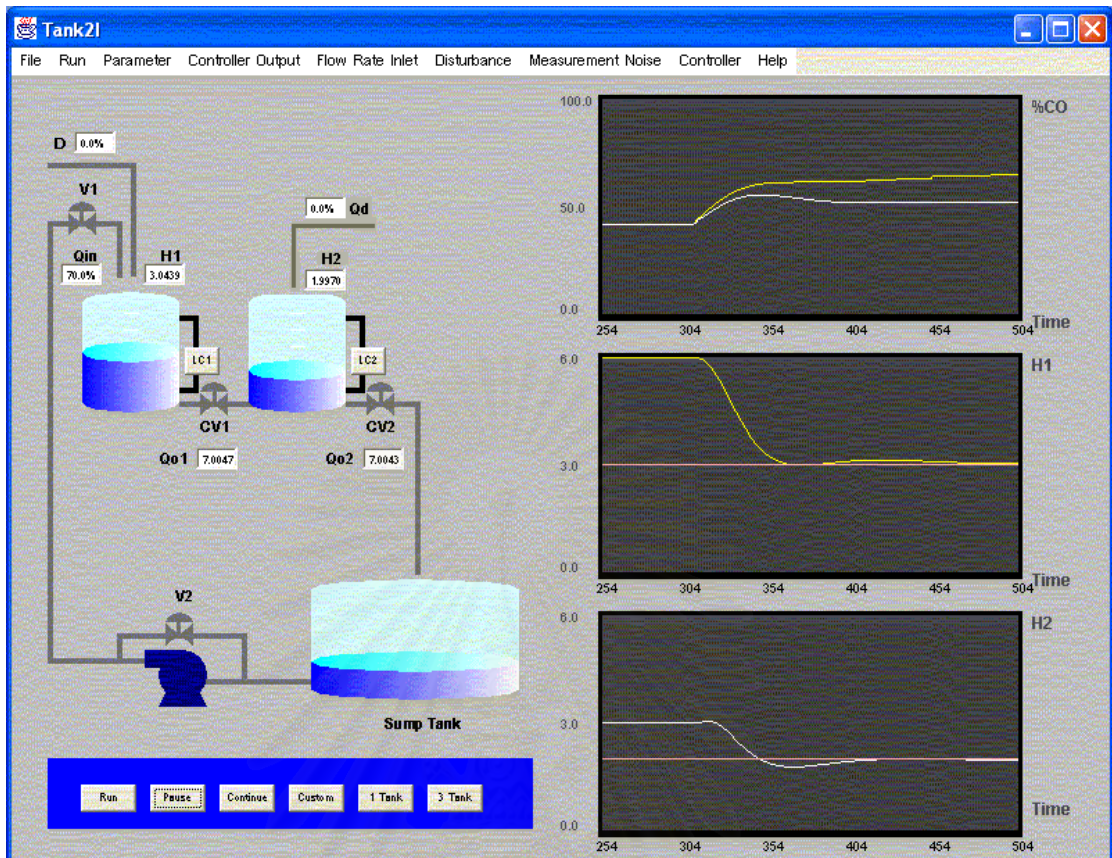 Tank2I
File Run Parameter Controller Output Flow Rate Inlet Disturbance Measurement Noise Controller Help
D 0.0%
V1
0.0% Qd
Qin H1
70.0% 3.0439
H2
1.9970
LC1 LC2
CV1 CV2
Qo1 7.0047 Qo2 7.0043
V2
Sump Tank
Run Pause Continue Custom 1 Tank 3 Tank
100.0 %CO
50.0
0.0
254 304 354 404 454 504 Time
6.0 H1
3.0
0.0
254 304 354 404 454 504 Time
6.0 H2
3.0
0.0 Time
254 304 354 404 454 504